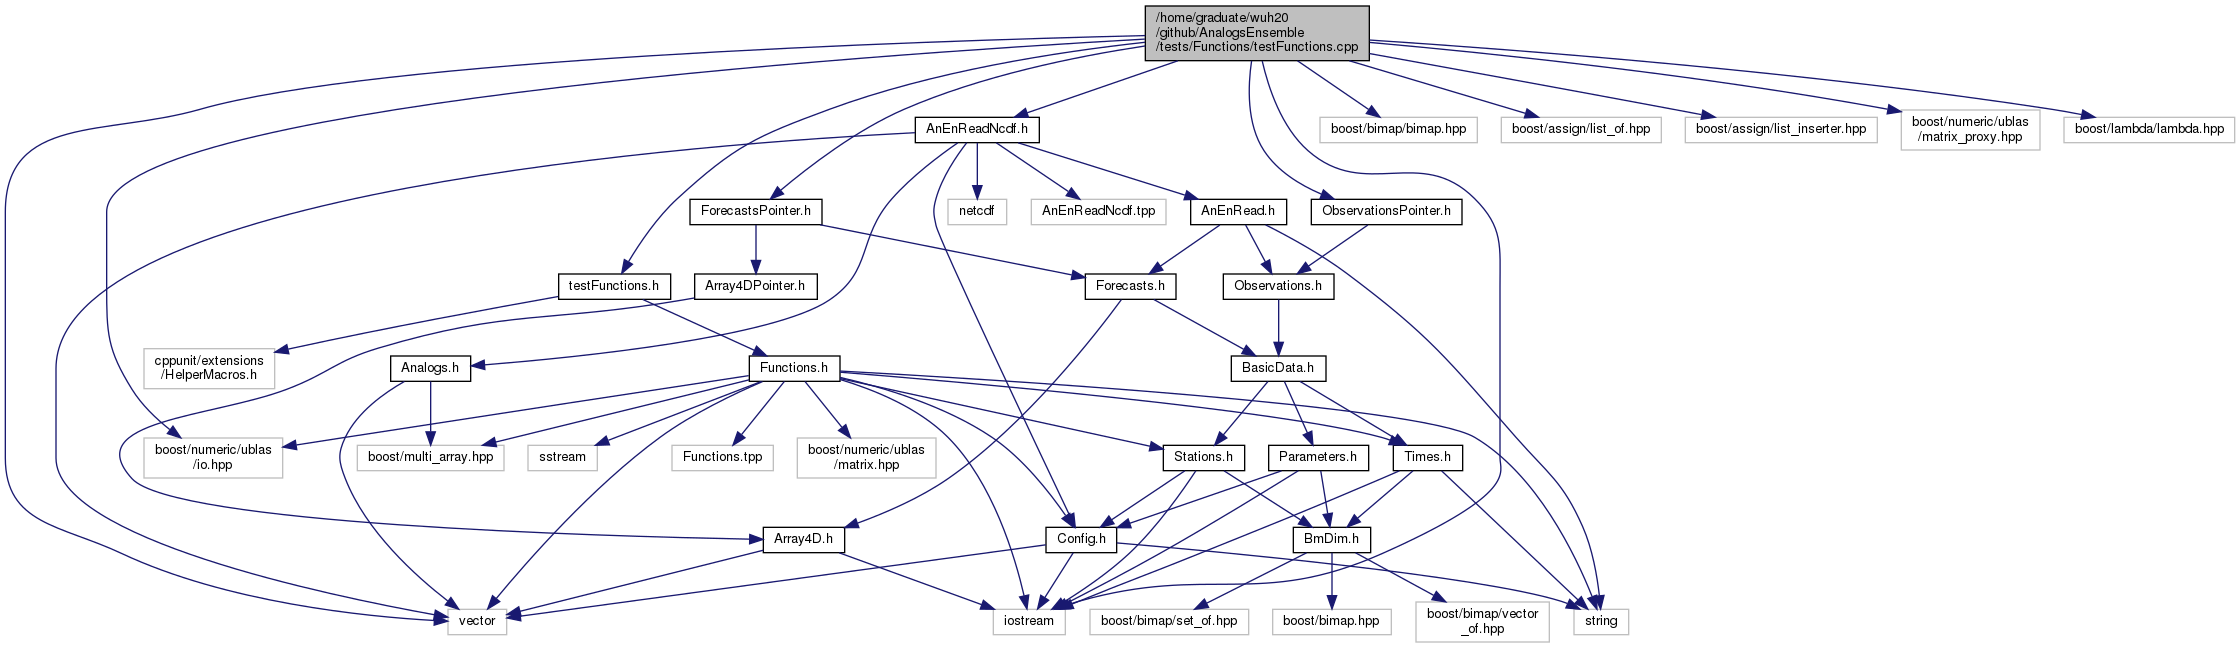 /home/graduate/wuh20
/github/AnalogsEnsemble
/tests/Functions/testFunctions.cpp
AnEnReadNcdf.h
boost/bimap/bimap.hpp
boost/assign/list_of.hpp
boost/assign/list_inserter.hpp
boost/numeric/ublas
/matrix_proxy.hpp
boost/lambda/lambda.hpp
ForecastsPointer.h
netcdf
AnEnReadNcdf.tpp
AnEnRead.h
ObservationsPointer.h
testFunctions.h
Array4DPointer.h
Forecasts.h
Observations.h
cppunit/extensions
/HelperMacros.h
Analogs.h
Functions.h
BasicData.h
boost/numeric/ublas
/io.hpp
boost/multi_array.hpp
sstream
Functions.tpp
boost/numeric/ublas
/matrix.hpp
Stations.h
Parameters.h
Times.h
Array4D.h
Config.h
BmDim.h
vector
iostream
boost/bimap/set_of.hpp
boost/bimap.hpp
boost/bimap/vector
_of.hpp
string